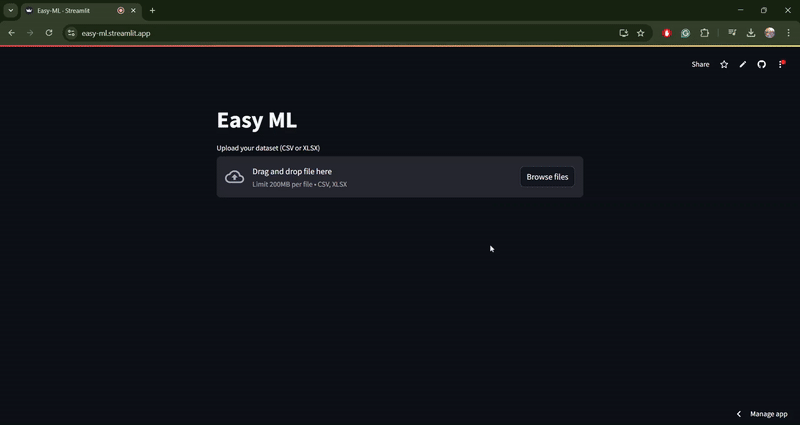 Easy-ML · Streamlit
easy-ml.streamlit.app
Share
Easy ML
Upload your dataset (CSV or XLSX)
Drag and drop file here
Limit 200MB per file • CSV, XLSX
Browse files
Manage app